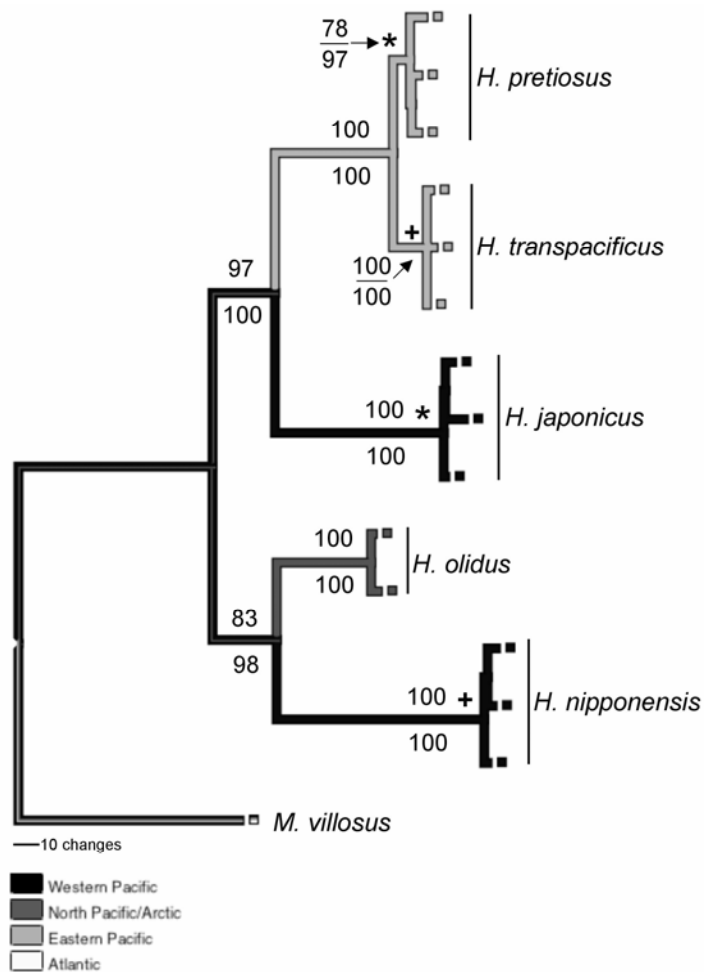 78
97
*
H. pretiosus
100
100
+
H. transpacificus
100
100
97
100
100
*
H. japonicus
100
100
H. olidus
100
83
98
100
+
H. nipponensis
100
M. villosus
10 changes
Western Pacific
North Pacific/Arctic
Eastern Pacific
Atlantic